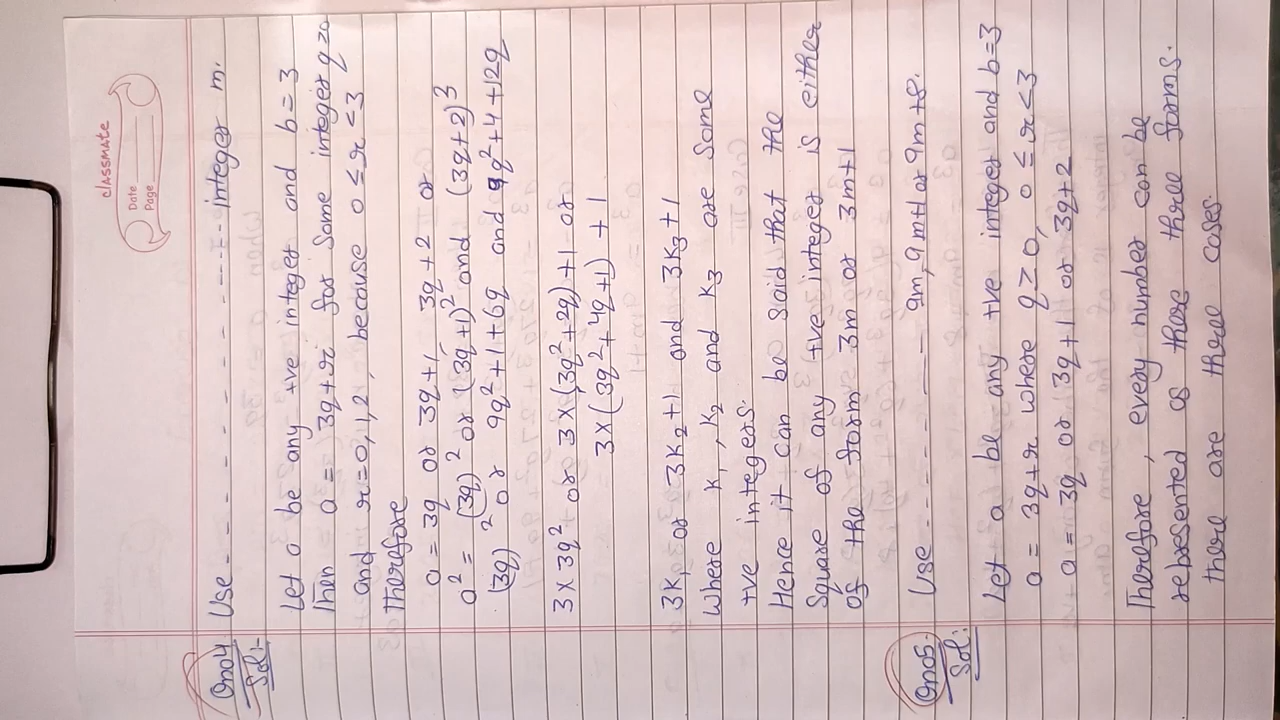 classmate
Date
Page
Qno4 Use - - - - - - - - - integer m.
Sol:-
Let a be any +ve integer and b = 3
Then a = 3q + r for some integer q ≥ 0
and r = 0, 1, 2, because 0 ≤ r < 3
Therefore
a = 3q or 3q + 1 or 3q + 2 or
a² = (3q)² or (3q + 1)² and (3q + 2)³
(3q)² or 9q² + 1 + 6q and 9q² + 4 + 12q
3 × 3q² or 3 × (3q² + 2q) + 1 or
3 × (3q² + 4q + 1) + 1
3K₁ or 3K₂ + 1 and 3K₃ + 1
Where K₁, K₂ and K₃ are some
+ve integers.
Hence it can be said that the
Square of any +ve integer is either
of the form 3m or 3m + 1
Qno5. Use - - - - - - 9m, 9m+1 or 9m+8.
Sol:
Let a be any +ve integer and b = 3
a = 3q + r where q ≥ 0, 0 ≤ r < 3
a = 3q or 3q + 1 or 3q + 2
Therefore, every number can be
represented as those three forms.
there are three cases.